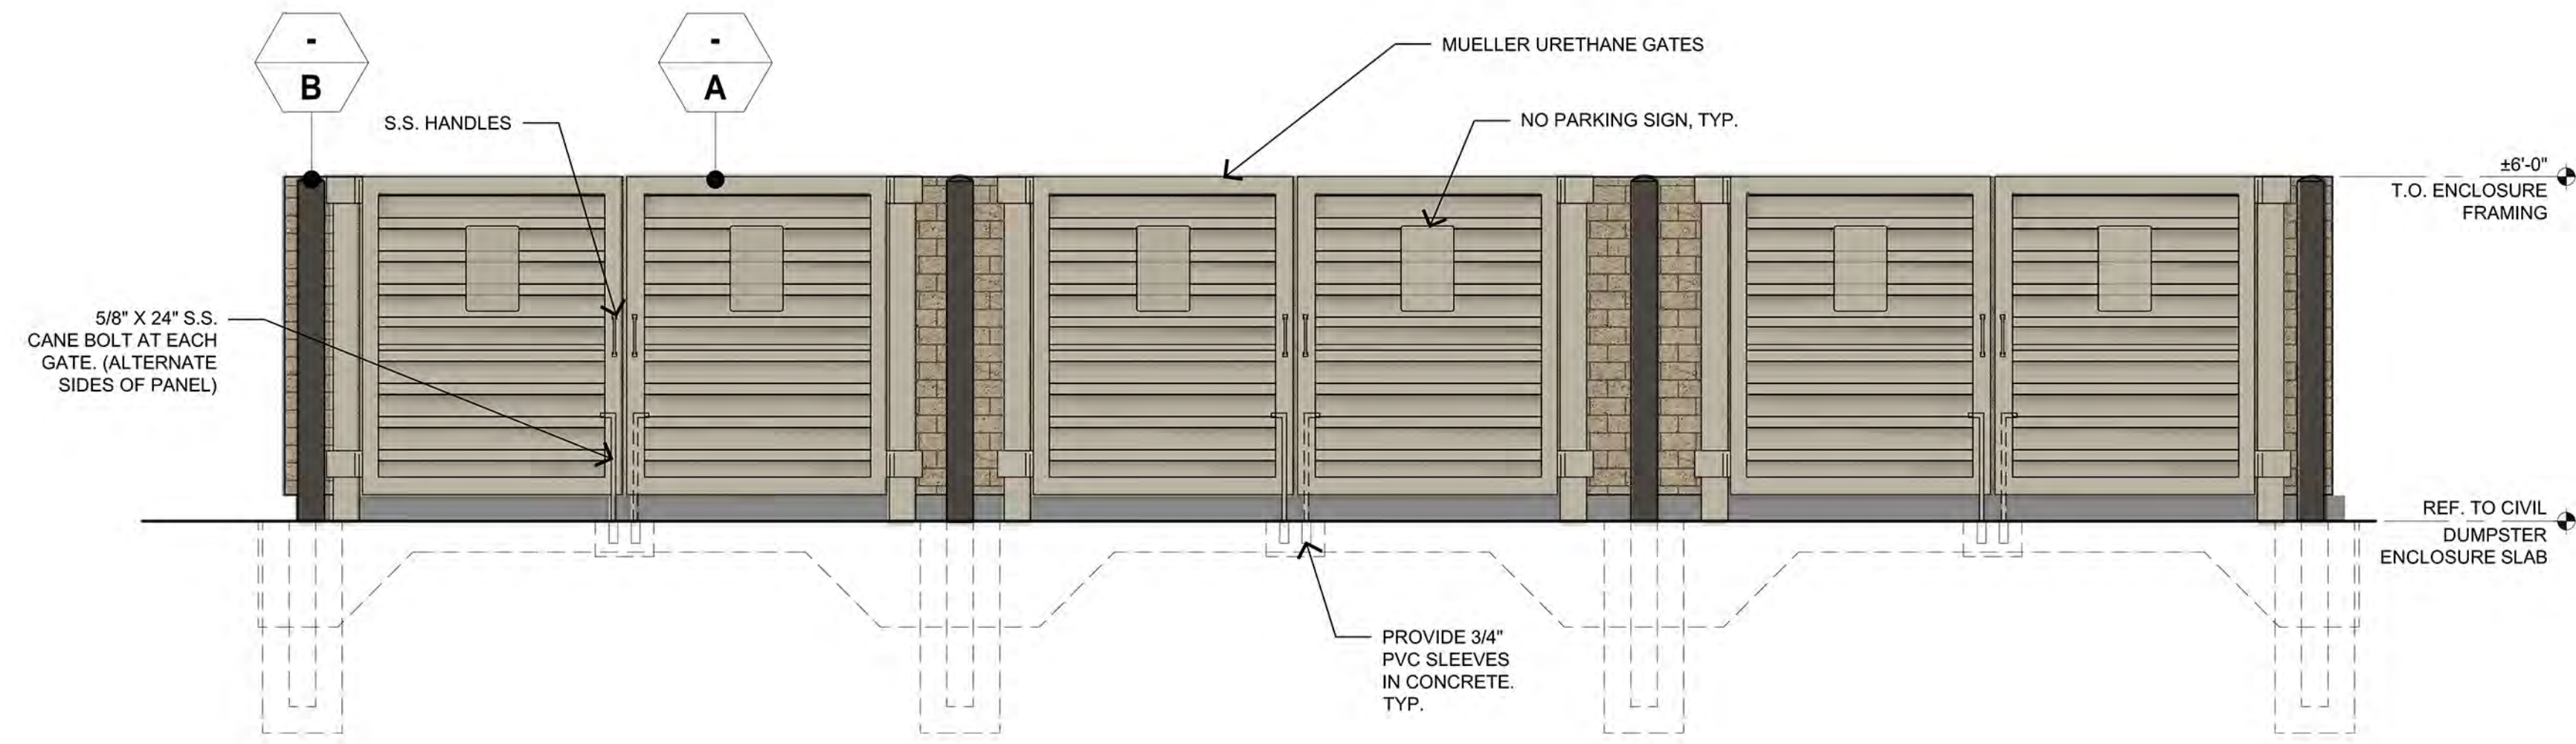 -
B
-
A
MUELLER URETHANE GATES
S.S. HANDLES
NO PARKING SIGN, TYP.
±6'-0"
T.O. ENCLOSURE
FRAMING
5/8" X 24" S.S.
CANE BOLT AT EACH
GATE. (ALTERNATE
SIDES OF PANEL)
REF. TO CIVIL
DUMPSTER
ENCLOSURE SLAB
PROVIDE 3/4"
PVC SLEEVES
IN CONCRETE.
TYP.